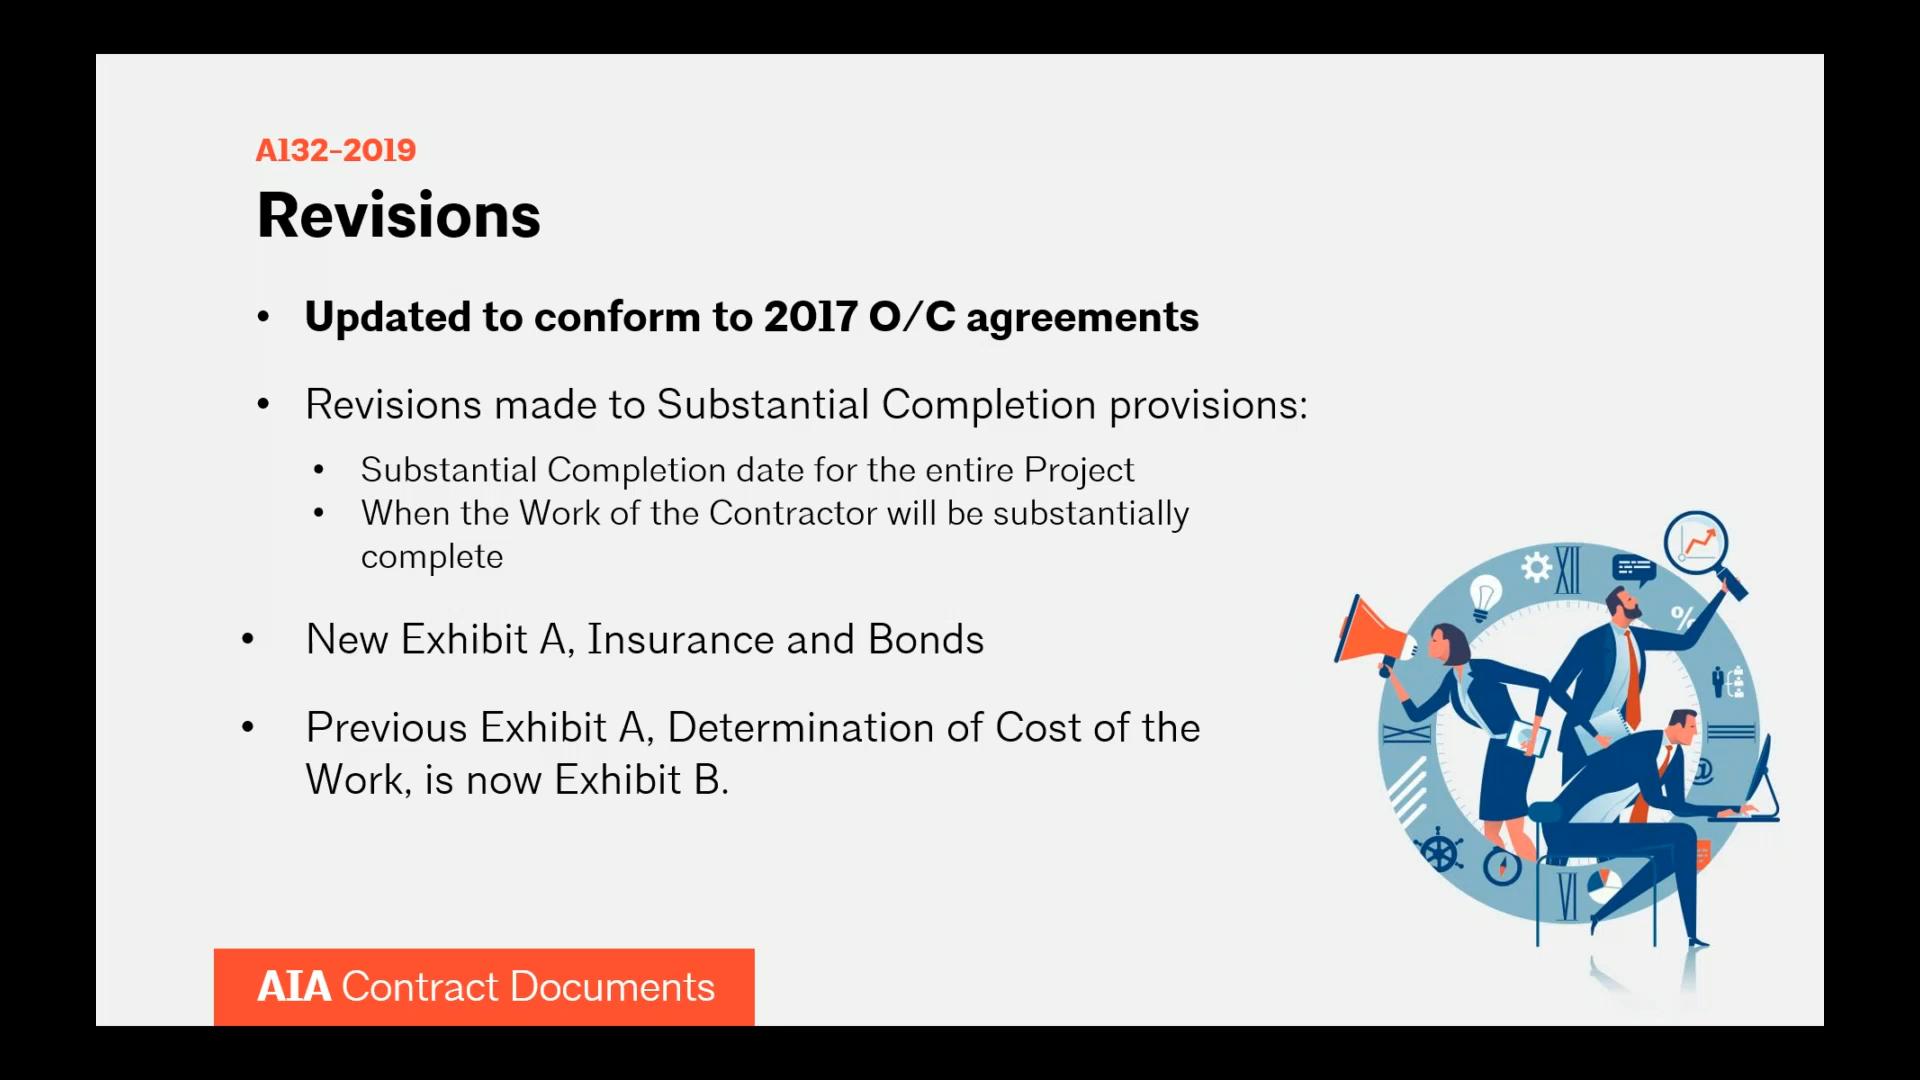 A132-2019
Revisions
• Updated to conform to 2017 O/C agreements
• Revisions made to Substantial Completion provisions:
• Substantial Completion date for the entire Project
• When the Work of the Contractor will be substantially
complete
• New Exhibit A, Insurance and Bonds
• Previous Exhibit A, Determination of Cost of the
Work, is now Exhibit B.
XII
%
@
VI
AIA Contract Documents